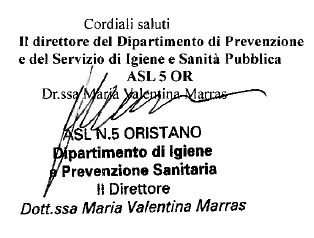 Cordiali saluti
Il direttore del Dipartimento di Prevenzione
e del Servizio di Igiene e Sanità Pubblica
ASL 5 OR
Dr.ssa Maria Valentina Marras
ASL N.5 ORISTANO
Dipartimento di Igiene
e Prevenzione Sanitaria
Il Direttore
Dott.ssa Maria Valentina Marras